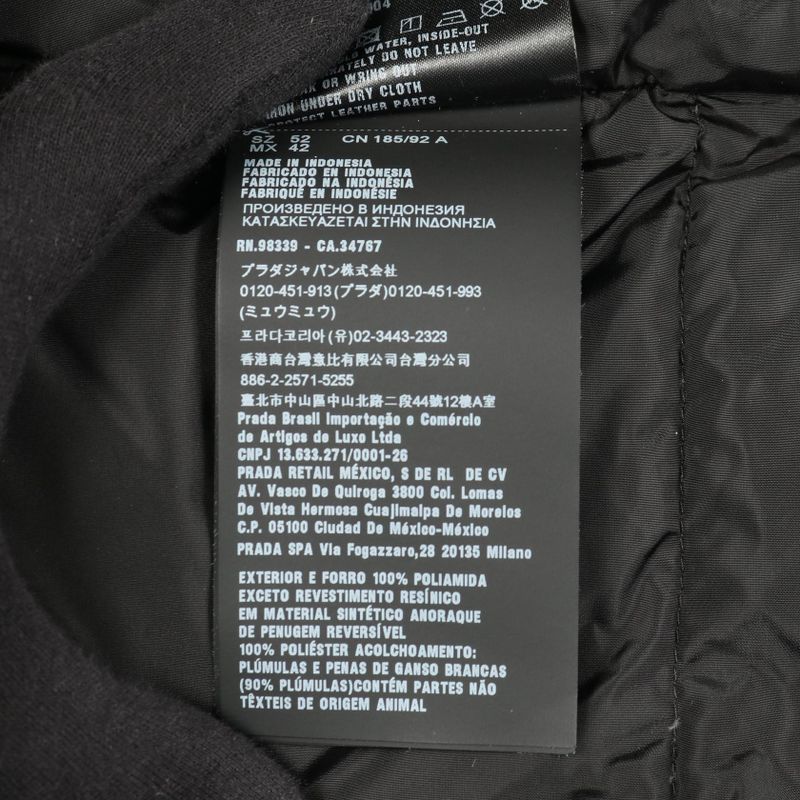 004
WATER, INSIDE-OUT
DO NOT LEAVE
OR WRING OUT
IRON UNDER DRY CLOTH
PROTECT LEATHER PARTS
SZ 52 CN 185/92 A
MX 42
MADE IN INDONESIA
FABRICADO EN INDONESIA
FABRICADO NA INDONÉSIA
FABRIQUÉ EN INDONÉSIE
ПРОИЗВЕДЕНО В ИНДОНЕЗИЯ
ΚΑΤΑΣΚΕΥΑΖΕΤΑΙ ΣΤΗΝ ΙΝΔΟΝΗΣΙΑ
RN.98339 - CA.34767
プラダジャパン株式会社
0120-451-913(プラダ)0120-451-993
(ミュウミュウ)
프라다코리아(유)02-3443-2323
香港商台灣意比有限公司台灣分公司
886-2-2571-5255
臺北市中山區中山北路二段44號12樓A室
Prada Brasil Importação e Comércio
de Artigos de Luxo Ltda
CNPJ 13.633.271/0001-26
PRADA RETAIL MÉXICO, S DE RL DE CV
AV. Vasco De Quiroga 3800 Col. Lomas
De Vista Hermosa Cuajimalpa De Morelos
C.P. 05100 Ciudad De México-México
PRADA SPA Via Fogazzaro,28 20135 Milano
EXTERIOR E FORRO 100% POLIAMIDA
EXCETO REVESTIMENTO RESÍNICO
EM MATERIAL SINTÉTICO ANORAQUE
DE PENUGEM REVERSÍVEL
100% POLIÉSTER ACOLCHOAMENTO:
PLÚMULAS E PENAS DE GANSO BRANCAS
(90% PLÚMULAS)CONTÉM PARTES NÃO
TÊXTEIS DE ORIGEM ANIMAL